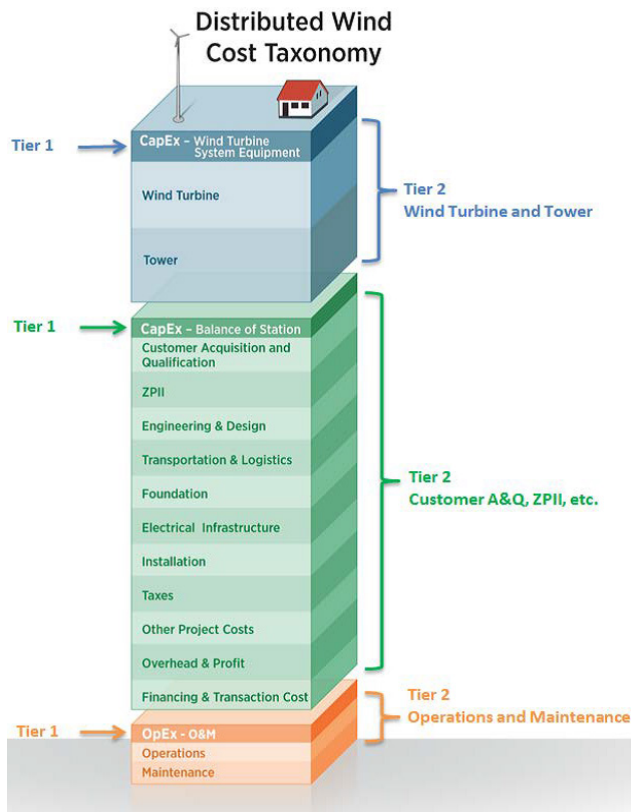 Distributed Wind
Cost Taxonomy
Tier 1
CapEx – Wind Turbine
System Equipment
Wind Turbine
Tower
Tier 2
Wind Turbine and Tower
Tier 1
CapEx – Balance of Station
Customer Acquisition and
Qualification
ZPII
Engineering & Design
Transportation & Logistics
Foundation
Electrical Infrastructure
Installation
Taxes
Other Project Costs
Overhead & Profit
Financing & Transaction Cost
Tier 2
Customer A&Q, ZPII, etc.
Tier 1
OpEx - O&M
Operations
Maintenance
Tier 2
Operations and Maintenance